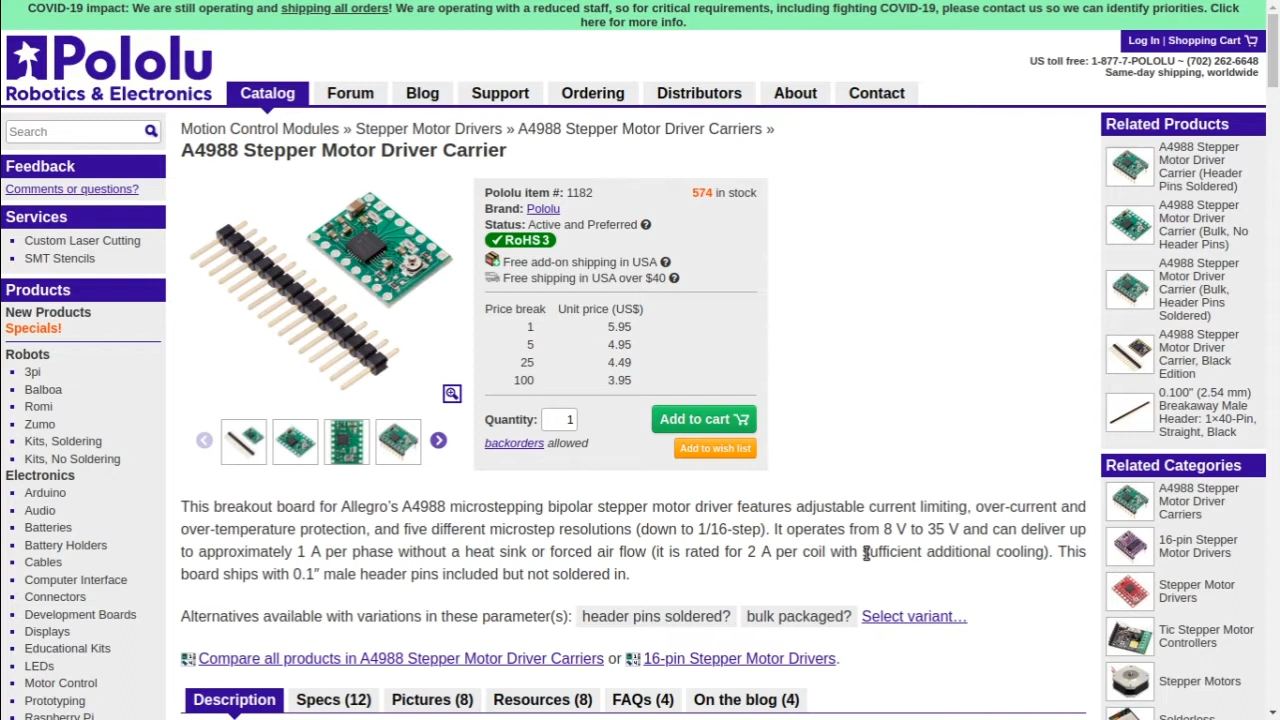 COVID-19 impact: We are still operating and shipping all orders! We are operating with a reduced staff, so for critical requirements, including fighting COVID-19, please contact us so we can identify priorities. Click
here for more info.
Pololu
Robotics & Electronics
Log In | Shopping Cart
US toll free: 1-877-7-POLOLU ~ (702) 262-6648
Same-day shipping, worldwide
Catalog Forum Blog Support Ordering Distributors About Contact
Search
Feedback
Comments or questions?
Services
Custom Laser Cutting
SMT Stencils
Products
New Products
Specials!
Robots
3pi
Balboa
Romi
Zumo
Kits, Soldering
Kits, No Soldering
Electronics
Arduino
Audio
Batteries
Battery Holders
Cables
Computer Interface
Connectors
Development Boards
Displays
Educational Kits
LEDs
Motor Control
Prototyping
Raspberry Pi
Motion Control Modules » Stepper Motor Drivers » A4988 Stepper Motor Driver Carriers »
A4988 Stepper Motor Driver Carrier
Pololu item #: 1182 574 in stock
Brand: Pololu
Status: Active and Preferred
✓RoHS 3
Free add-on shipping in USA
Free shipping in USA over $40
Price break Unit price (US$)
1 5.95
5 4.95
25 4.49
100 3.95
Quantity: 1 Add to cart
backorders allowed Add to wish list
This breakout board for Allegro's A4988 microstepping bipolar stepper motor driver features adjustable current limiting, over-current and
over-temperature protection, and five different microstep resolutions (down to 1/16-step). It operates from 8 V to 35 V and can deliver up
to approximately 1 A per phase without a heat sink or forced air flow (it is rated for 2 A per coil with sufficient additional cooling). This
board ships with 0.1″ male header pins included but not soldered in.
Alternatives available with variations in these parameter(s): header pins soldered? bulk packaged? Select variant…
Compare all products in A4988 Stepper Motor Driver Carriers or 16-pin Stepper Motor Drivers.
Description Specs (12) Pictures (8) Resources (8) FAQs (4) On the blog (4)
Related Products
A4988 Stepper
Motor Driver
Carrier (Header
Pins Soldered)
A4988 Stepper
Motor Driver
Carrier (Bulk, No
Header Pins)
A4988 Stepper
Motor Driver
Carrier (Bulk,
Header Pins
Soldered)
A4988 Stepper
Motor Driver
Carrier, Black
Edition
0.100" (2.54 mm)
Breakaway Male
Header: 1×40-Pin,
Straight, Black
Related Categories
A4988 Stepper
Motor Driver
Carriers
16-pin Stepper
Motor Drivers
Stepper Motor
Drivers
Tic Stepper Motor
Controllers
Stepper Motors
Solderless